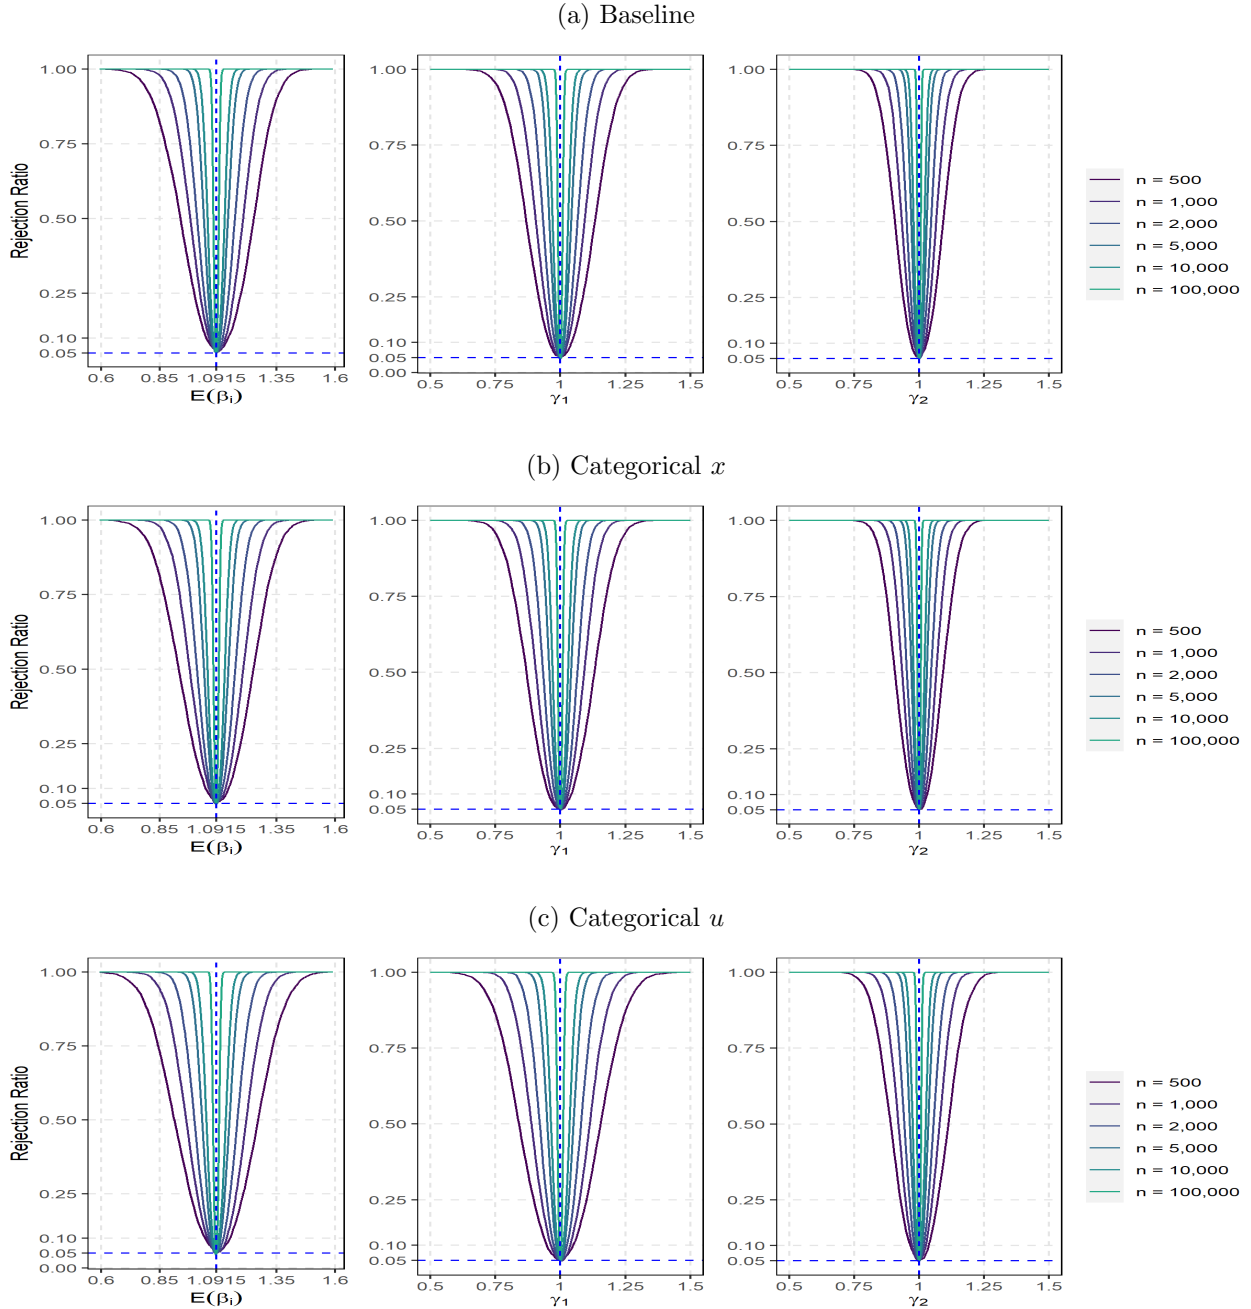 (a) Baseline
1.00
0.75
0.50
0.25
0.10
0.05
Rejection Ratio
0.6 0.85 1.0915 1.35 1.6
E(βi)
1.00
0.75
0.50
0.25
0.05
0.00
0.5 0.75 1 1.25 1.5
γ1
1.00
0.75
0.50
0.25
0.10
0.05
0.5 0.75 1 1.25 1.5
γ2
n = 500
n = 1,000
n = 2,000
n = 5,000
n = 10,000
n = 100,000
(b) Categorical x
1.00
0.75
0.50
0.25
0.10
0.05
Rejection Ratio
0.6 0.85 1.0915 1.35 1.6
E(βi)
1.00
0.75
0.50
0.25
0.10
0.05
0.5 0.75 1 1.25 1.5
γ1
1.00
0.75
0.50
0.25
0.10
0.05
0.5 0.75 1 1.25 1.5
γ2
n = 500
n = 1,000
n = 2,000
n = 5,000
n = 10,000
n = 100,000
(c) Categorical u
1.00
0.75
0.50
0.25
0.10
0.05
0.00
Rejection Ratio
0.6 0.85 1.0915 1.35 1.6
E(βi)
1.00
0.75
0.50
0.25
0.10
0.05
0.5 0.75 1 1.25 1.5
γ1
1.00
0.75
0.50
0.25
0.10
0.05
0.5 0.75 1 1.25 1.5
γ2
n = 500
n = 1,000
n = 2,000
n = 5,000
n = 10,000
n = 100,000